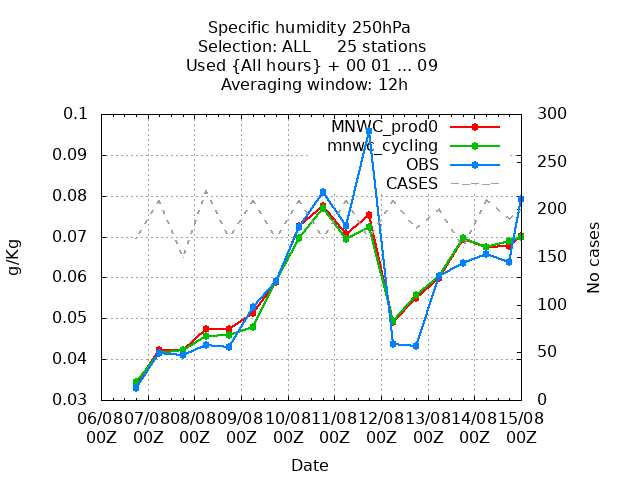 Specific humidity 250hPa
Selection: ALL     25 stations
Used {All hours} + 00 01 ... 09
Averaging window: 12h
0.1
0.09
0.08
0.07
0.06
0.05
0.04
0.03
g/Kg
MNWC_prod0
mnwc_cycling
OBS
CASES
300
250
200
150
100
50
0
No cases
06/08 07/08 08/08 09/08 10/08 11/08 12/08 13/08 14/08 15/08
00Z 00Z 00Z 00Z 00Z 00Z 00Z 00Z 00Z 00Z
Date